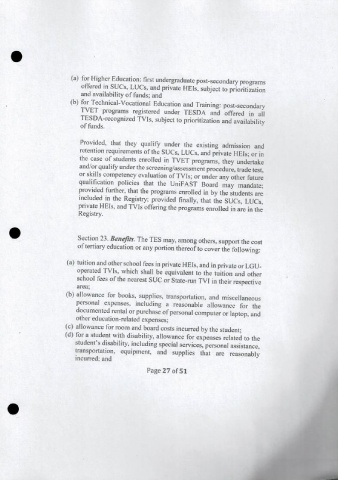 (a) for Higher Education: first undergraduate post-secondary programs
offered in SUCs, LUCs, and private HEIs, subject to prioritization
and availability of funds; and
(b) for Technical-Vocational Education and Training: post-secondary
TVET programs registered under TESDA and offered in all
TESDA-recognized TVIs, subject to prioritization and availability
of funds.
Provided, that they qualify under the existing admission and
retention requirements of the SUCs, LUCs, and private HEIs; or in
the case of students enrolled in TVET programs, they undertake
and/or qualify under the screening/assessment procedure, trade test,
or skills competency evaluation of TVIs; or under any other future
qualification policies that the UniFAST Board may mandate;
provided further, that the programs enrolled in by the students are
included in the Registry; provided finally, that the SUCs, LUCs,
private HEIs, and TVIs offering the programs enrolled in are in the
Registry.
Section 23. Benefits. The TES may, among others, support the cost
of tertiary education or any portion thereof to cover the following:
(a) tuition and other school fees in private HEIs, and in private or LGU-
operated TVIs, which shall be equivalent to the tuition and other
school fees of the nearest SUC or State-run TVI in their respective
area;
(b) allowance for books, supplies, transportation, and miscellaneous
personal expenses, including a reasonable allowance for the
documented rental or purchase of personal computer or laptop, and
other education-related expenses;
(c) allowance for room and board costs incurred by the student;
(d) for a student with disability, allowance for expenses related to the
student's disability, including special services, personal assistance,
transportation, equipment, and supplies that are reasonably
incurred; and
Page 27 of 51